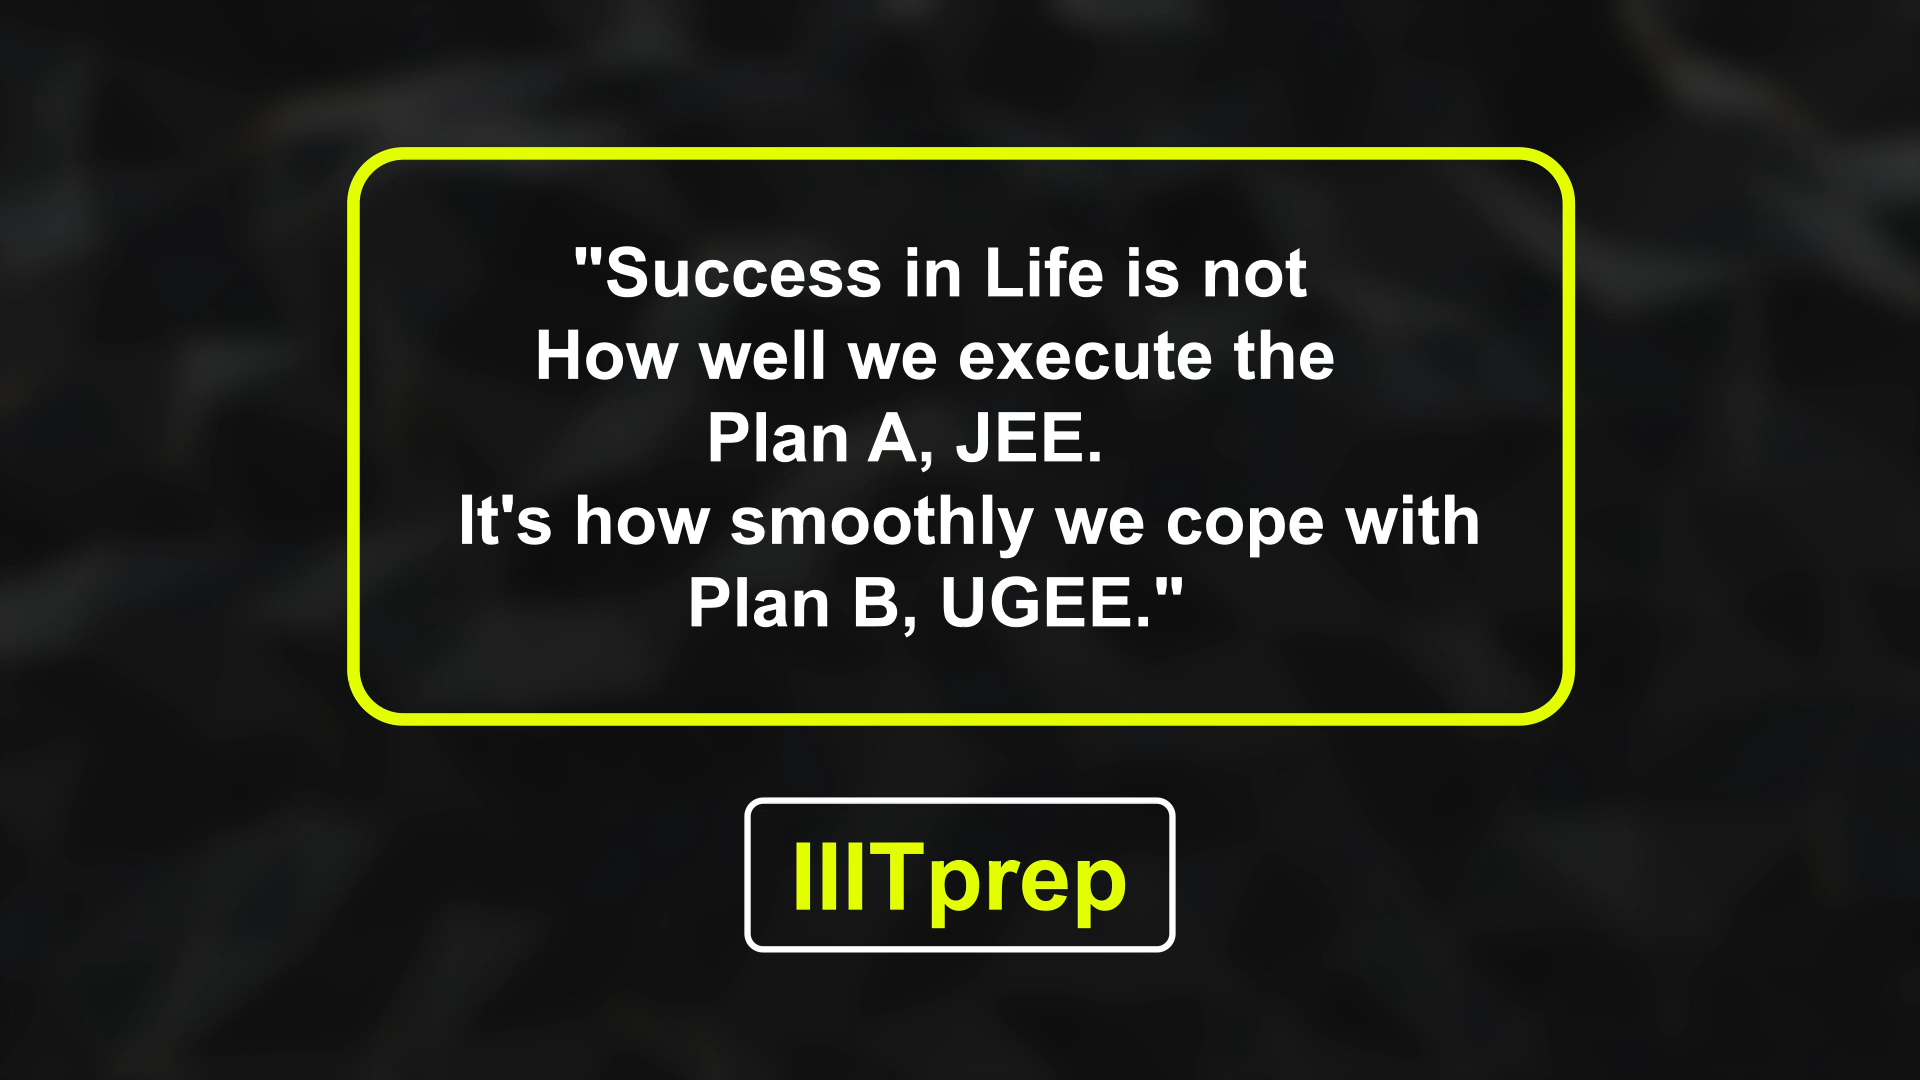 "Success in Life is not
How well we execute the
Plan A, JEE.
It's how smoothly we cope with
Plan B, UGEE."
IIITprep